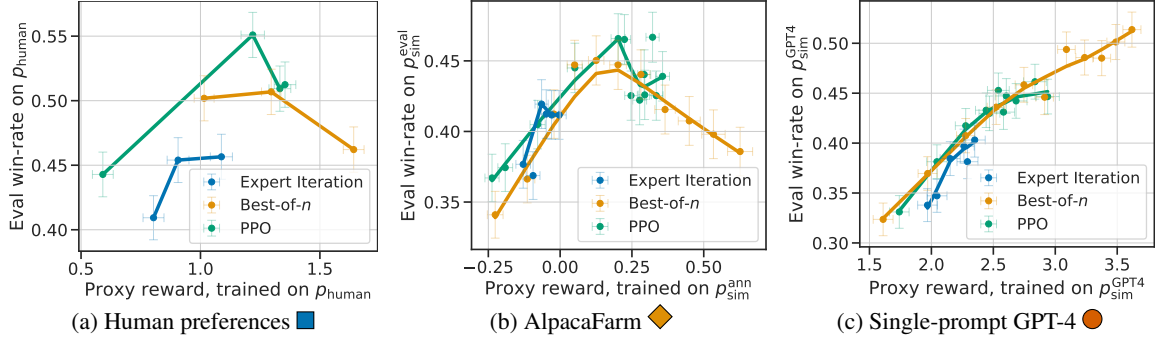 Eval win-rate on p_human
0.55
0.50
0.45
0.40
0.5
1.0
1.5
Expert Iteration
Best-of-n
PPO
Proxy reward, trained on p_human
(a) Human preferences
Eval win-rate on p_sim^eval
0.45
0.40
0.35
−0.25
0.00
0.25
0.50
Expert Iteration
Best-of-n
PPO
Proxy reward, trained on p_sim^ann
(b) AlpacaFarm
Eval win-rate on p_sim^GPT4
0.50
0.45
0.40
0.35
0.30
1.5
2.0
2.5
3.0
3.5
Expert Iteration
Best-of-n
PPO
Proxy reward, trained on p_sim^GPT4
(c) Single-prompt GPT-4